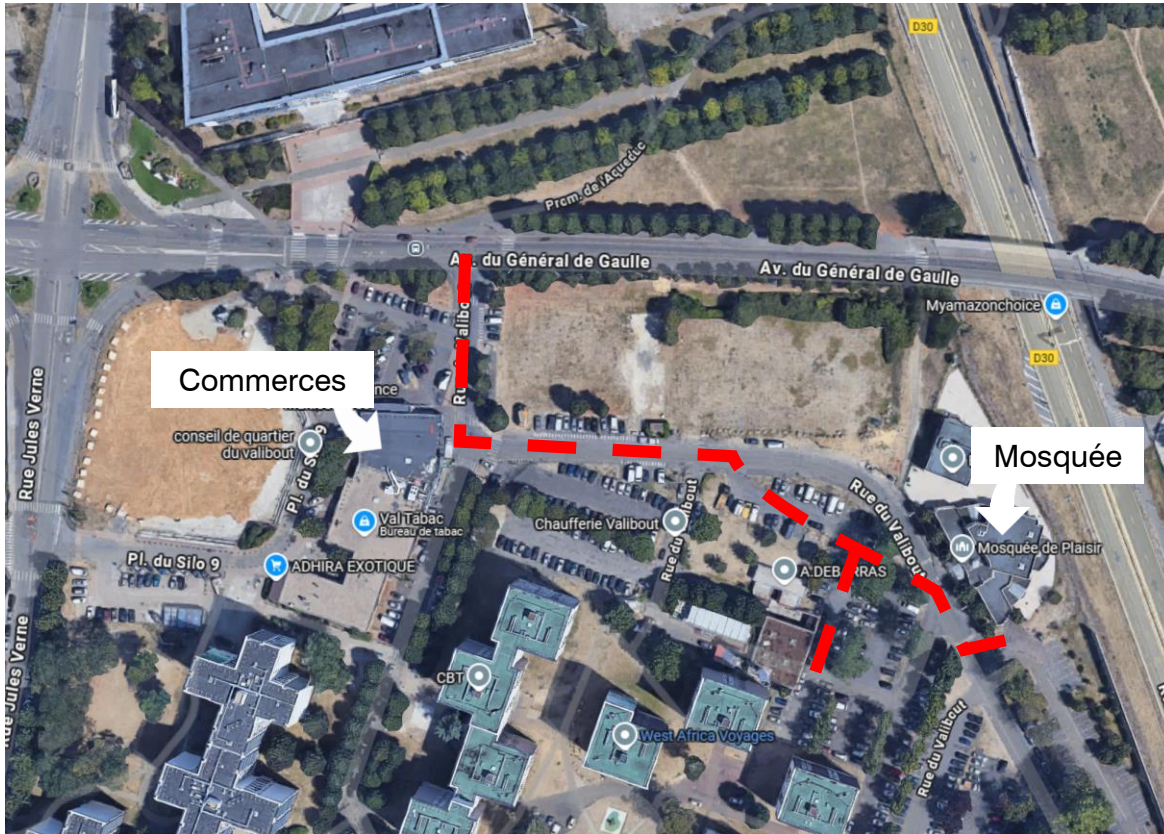 D30
Prom. de l'Aqueduc
Av. du Général de Gaulle
Av. du Général de Gaulle
Myamazonchoice
D30
Commerces
conseil de quartier
du valibout
Pl. du Silo 9
Rue Jules Verne
Mosquée
Rue du Valibout
Mosquée de Plaisir
Chaufferie Valibout
Rue du Valibout
Val Tabac
Bureau de tabac
Pl. du Silo 9
ADHIRA EXOTIQUE
CBT
West Africa Voyages
Rue du Valibout
Rue Jules Verne